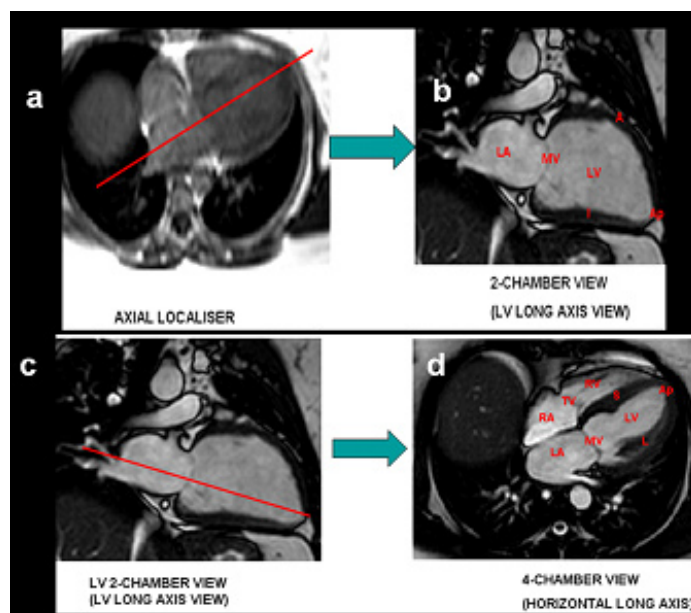 a
b
A
LA
MV
LV
I
Ap
AXIAL LOCALISER
2-CHAMBER VIEW
(LV LONG AXIS VIEW)
c
d
RV
S
Ap
TV
LV
RA
MV
L
LA
LV 2-CHAMBER VIEW
(LV LONG AXIS VIEW)
4-CHAMBER VIEW
(HORIZONTAL LONG AXIS)